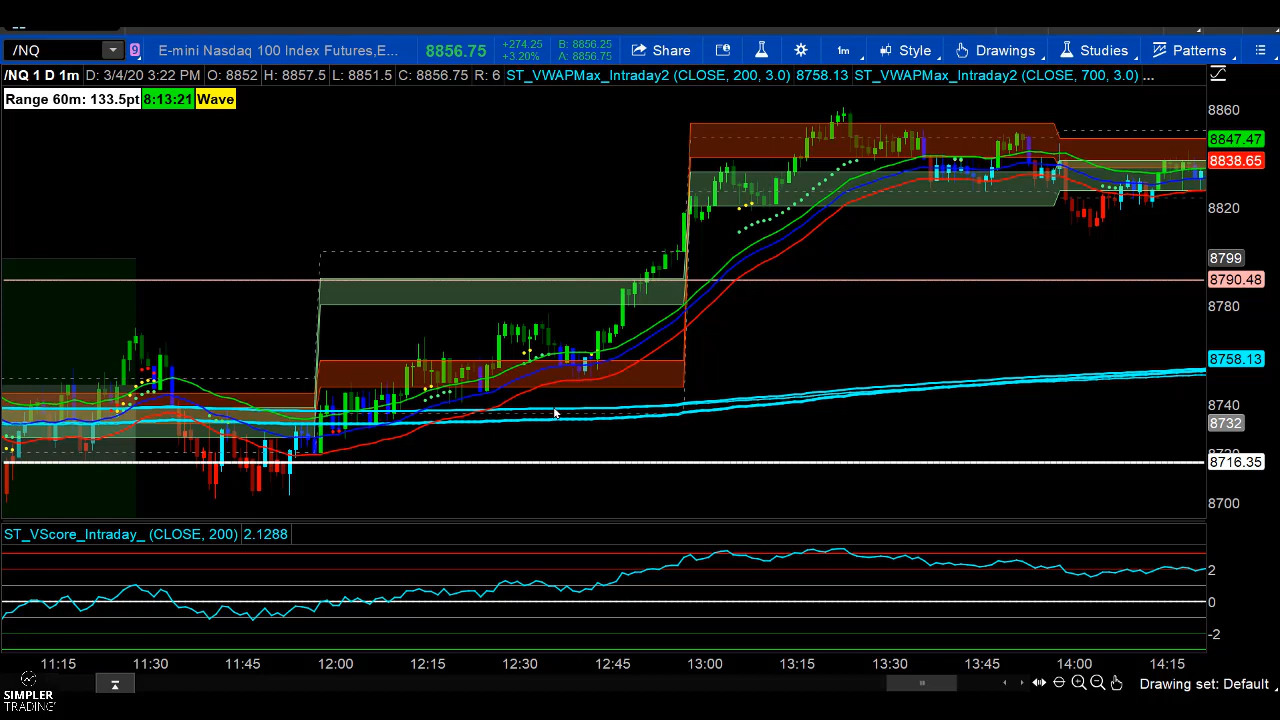 /NQ 9 E-mini Nasdaq 100 Index Futures,E... 8856.75 +274.25 +3.20% B: 8856.25 A: 8856.75 Share 1m Style Drawings Studies Patterns
/NQ 1 D 1m D: 3/4/20 3:22 PM O: 8852 H: 8857.5 L: 8851.5 C: 8856.75 R: 6 ST_VWAPMax_Intraday2 (CLOSE, 200, 3.0) 8758.13 ST_VWAPMax_Intraday2 (CLOSE, 700, 3.0) ...
Range 60m: 133.5pt 8:13:21 Wave
8860
8847.47
8838.65
8820
8799
8790.48
8780
8758.13
8740
8732
8716.35
8700
ST_VScore_Intraday_ (CLOSE, 200) 2.1288
2
0
-2
11:15 11:30 11:45 12:00 12:15 12:30 12:45 13:00 13:15 13:30 13:45 14:00 14:15
SIMPLER
TRADING
Drawing set: Default